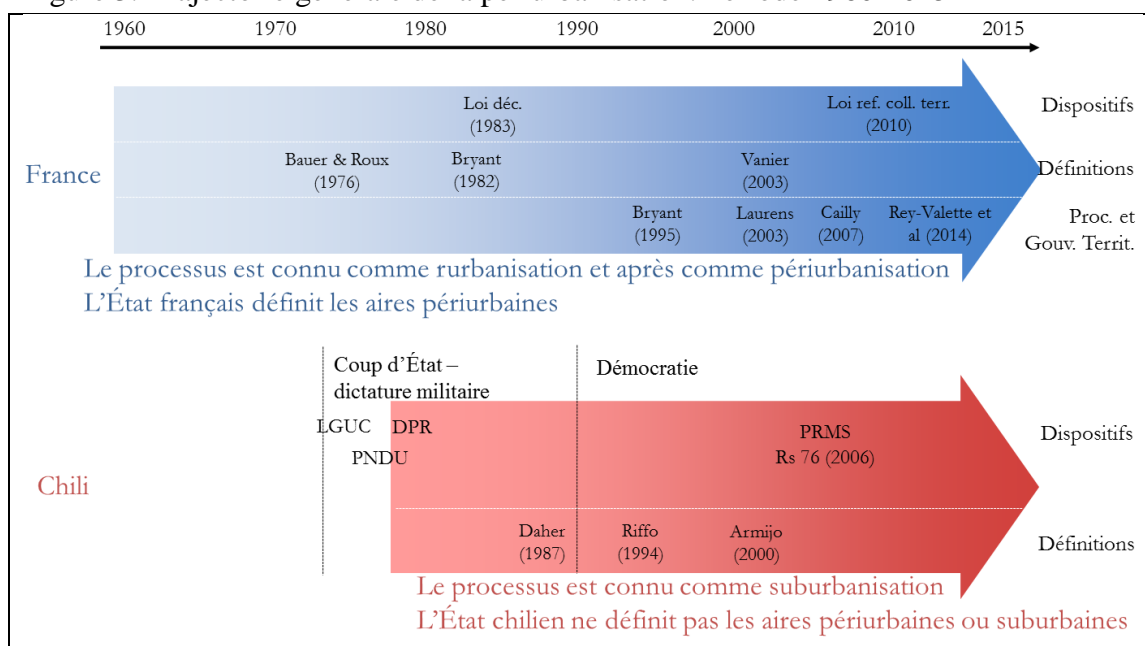 1960 1970 1980 1990 2000 2010 2015
Loi déc.
(1983)
Loi ref. coll. terr.
(2010)
Dispositifs
France
Bauer & Roux
(1976)
Bryant
(1982)
Vanier
(2003)
Définitions
Bryant
(1995)
Laurens
(2003)
Cailly
(2007)
Rey-Valette et
al (2014)
Proc. et
Gouv. Territ.
Le processus est connu comme rurbanisation et après comme périurbanisation
L'État français définit les aires périurbaines
Coup d'État –
dictature militaire
Démocratie
LGUC DPR
PNDU
PRMS
Rs 76 (2006)
Dispositifs
Chili
Daher
(1987)
Riffo
(1994)
Armijo
(2000)
Définitions
Le processus est connu comme suburbanisation
L'État chilien ne définit pas les aires périurbaines ou suburbaines